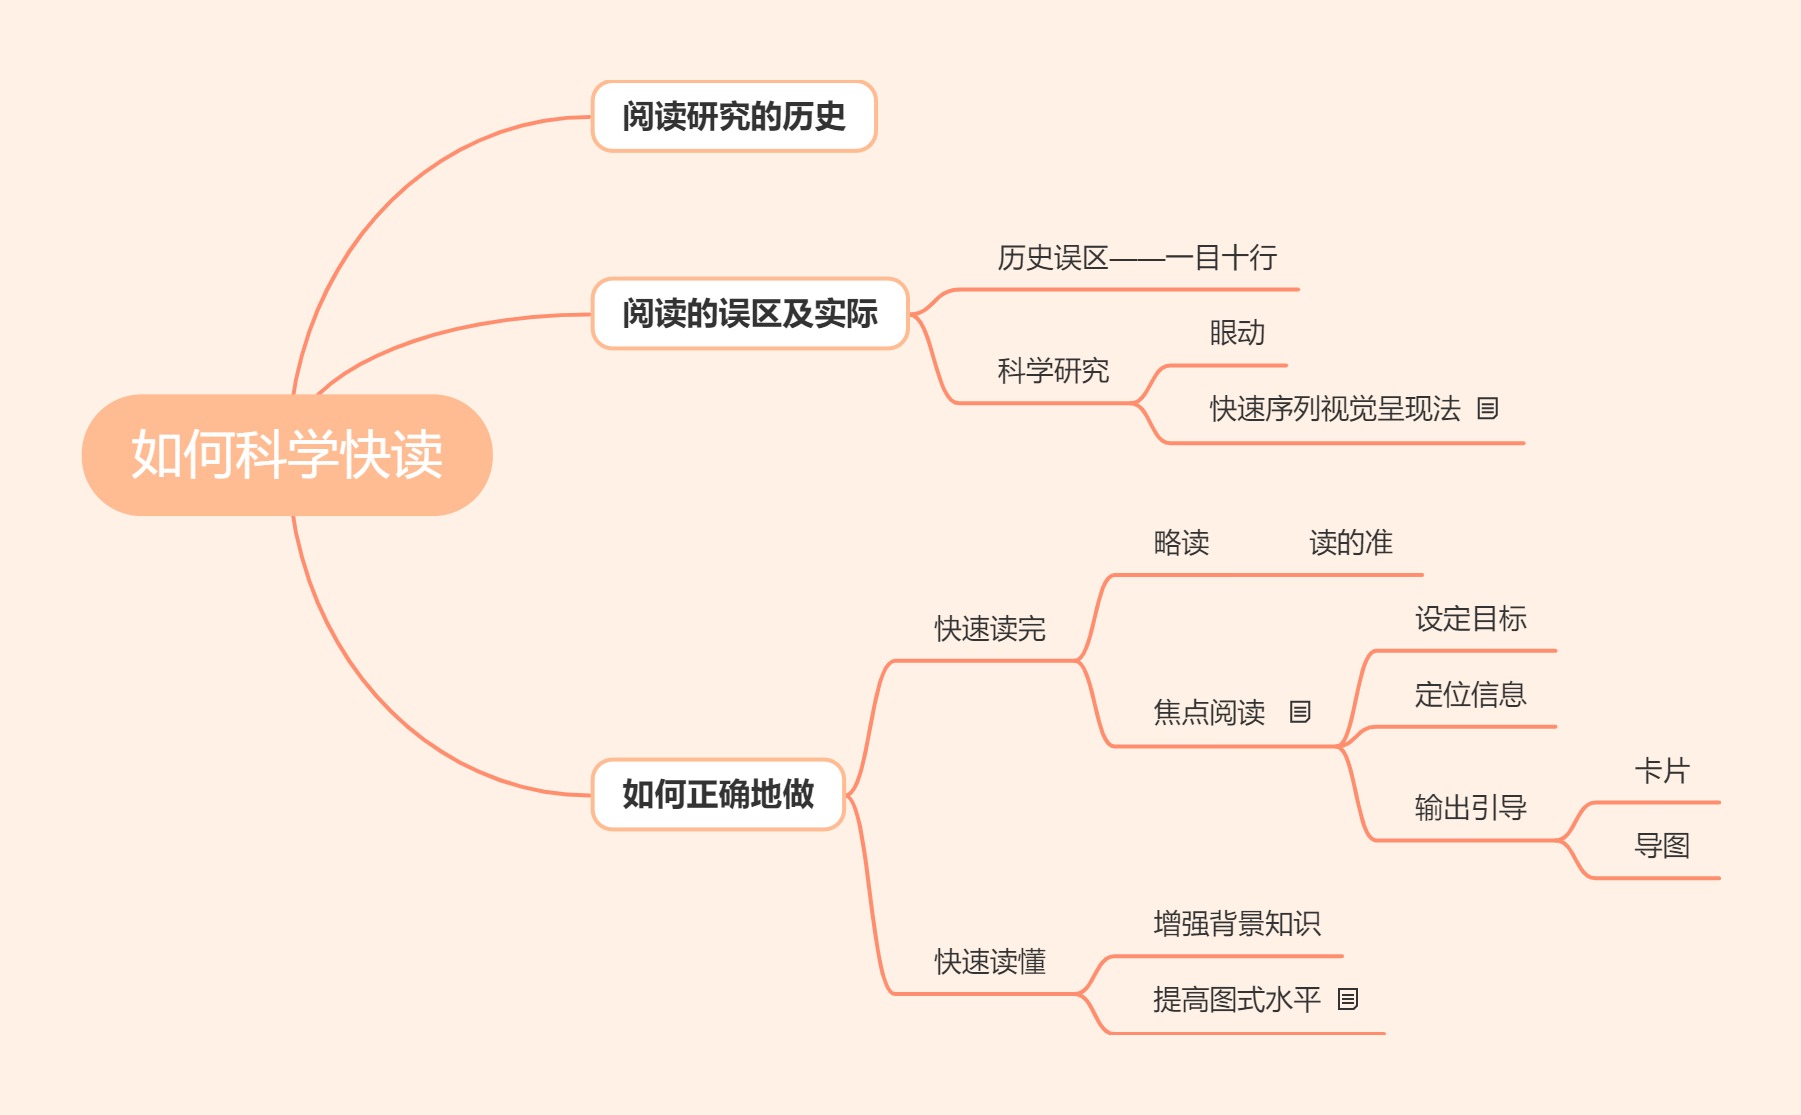 阅读研究的历史
历史误区——一目十行
眼动
阅读的误区及实际
科学研究
快速序列视觉呈现法
如何科学快读
略读 读的准
设定目标
快速读完
定位信息
焦点阅读
卡片
输出引导
导图
如何正确地做
增强背景知识
快速读懂
提高图式水平